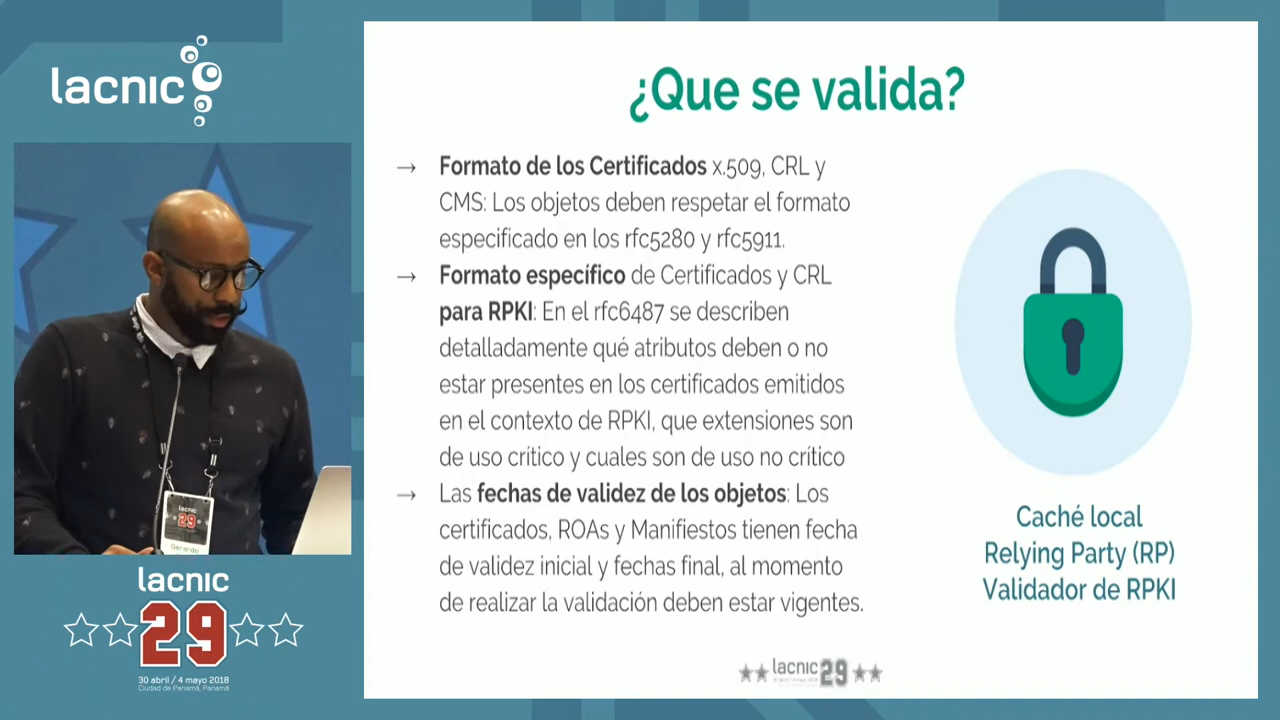 lacnic
¿Que se valida?
→ Formato de los Certificados x.509, CRL y
CMS: Los objetos deben respetar el formato
especificado en los rfc5280 y rfc5911.
→ Formato específico de Certificados y CRL
para RPKI: En el rfc6487 se describen
detalladamente qué atributos deben o no
estar presentes en los certificados emitidos
en el contexto de RPKI, que extensiones son
de uso crítico y cuales son de uso no crítico
→ Las fechas de validez de los objetos: Los
certificados, ROAs y Manifiestos tienen fecha
de validez inicial y fechas final, al momento
de realizar la validación deben estar vigentes.
Caché local
Relying Party (RP)
Validador de RPKI
lacnic
29
Gerardo
lacnic
29
30 abril / 4 mayo 2018
Ciudad de Panamá, Panamá
lacnic 29